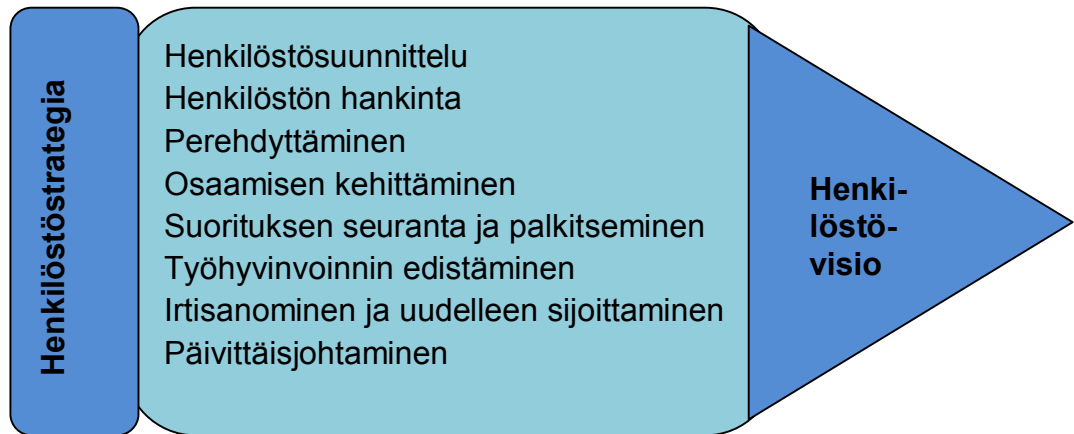 Henkilöstöstrategia
Henkilöstösuunnittelu
Henkilöstön hankinta
Perehdyttäminen
Osaamisen kehittäminen
Suorituksen seuranta ja palkitseminen
Työhyvinvoinnin edistäminen
Irtisanominen ja uudelleen sijoittaminen
Päivittäisjohtaminen
Henki-
löstö-
visio